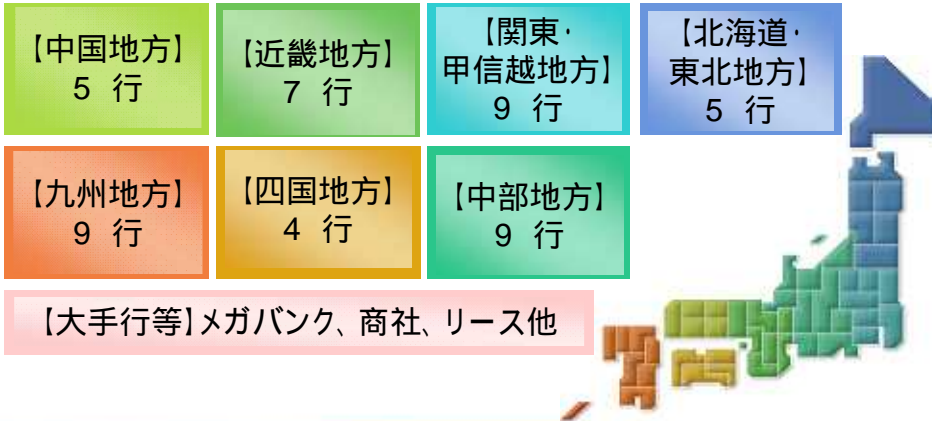 【中国地方】
5 行
【近畿地方】
7 行
【関東・
甲信越地方】
9 行
【北海道・
東北地方】
5 行
【九州地方】
9 行
【四国地方】
4 行
【中部地方】
9 行
【大手行等】メガバンク、商社、リース他